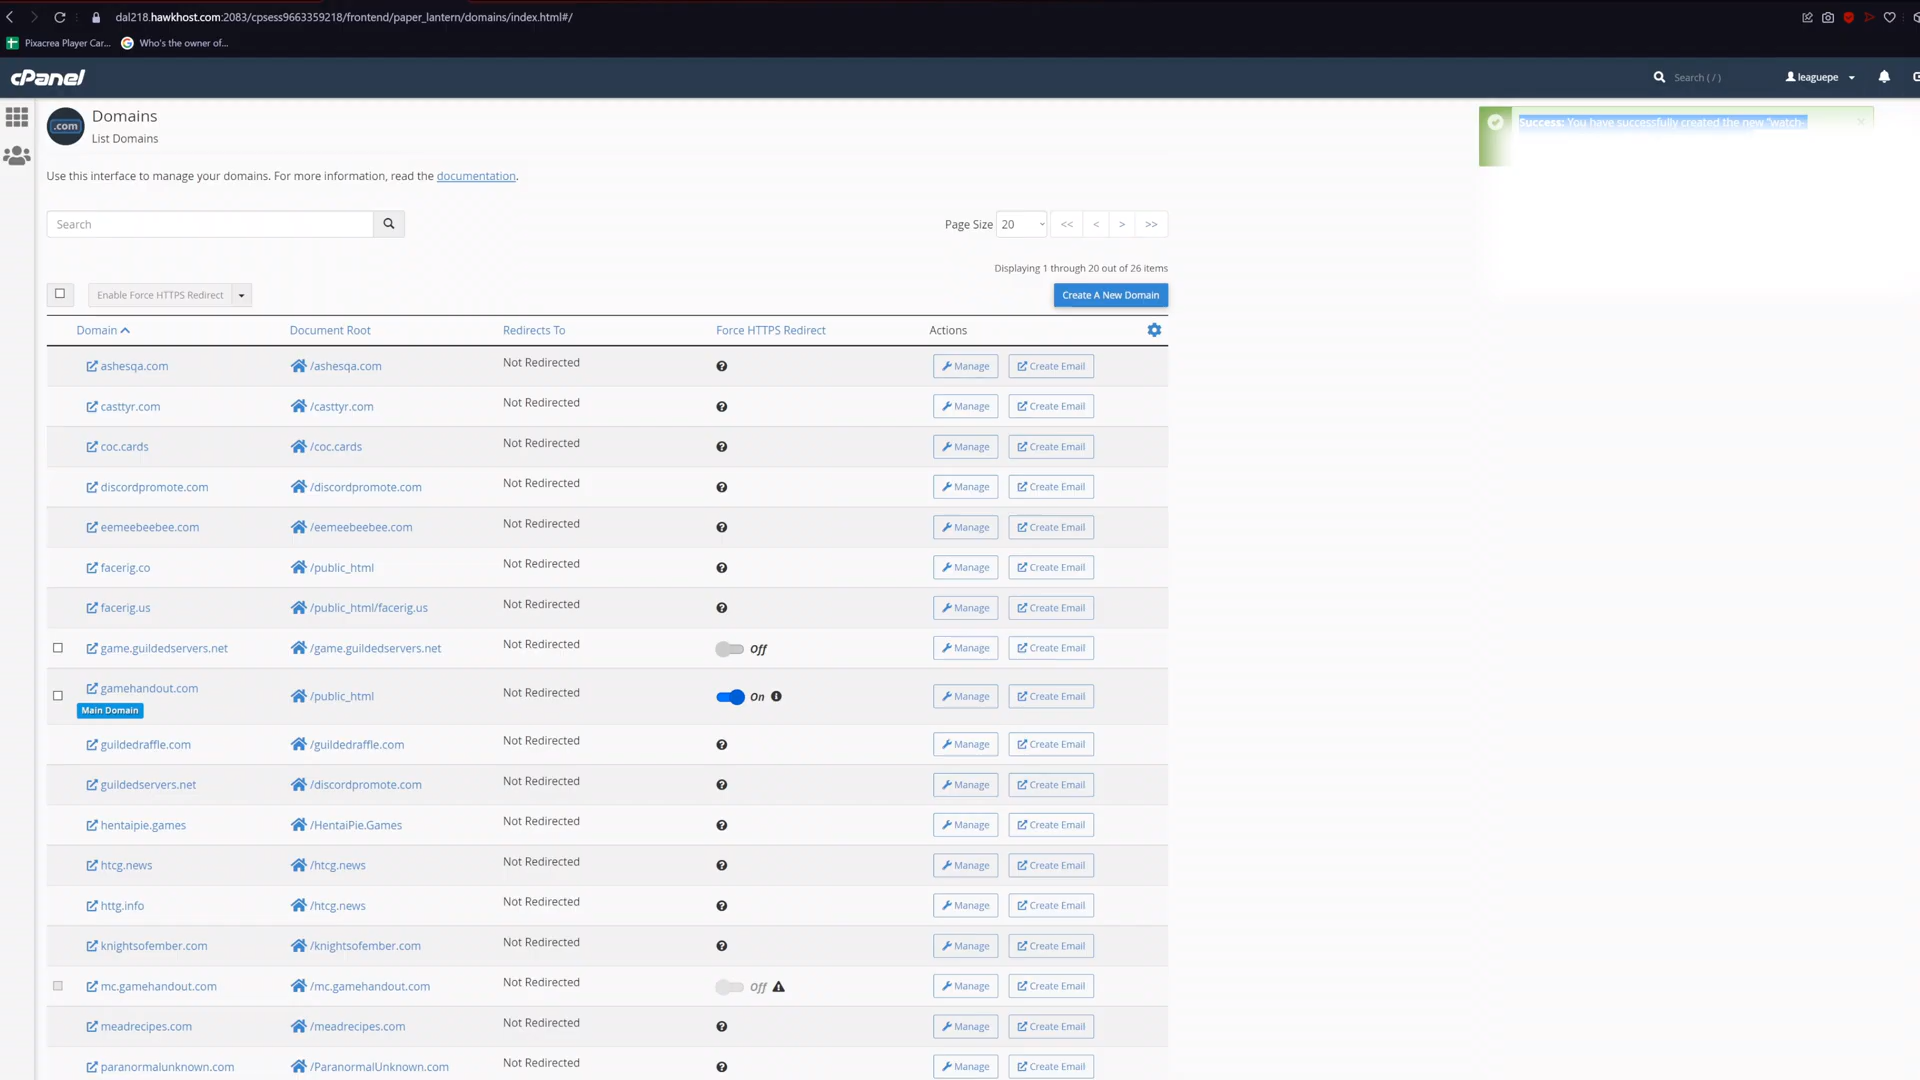 dal218.hawkhost.com:2083/cpsess9663359218/frontend/paper_lantern/domains/index.html#/
Pixacrea Player Car... Who's the owner of...
cPanel Search ( / ) leaguepe
.com Domains
List Domains
Success: You have successfully created the new "watch-
Use this interface to manage your domains. For more information, read the documentation.
Search Page Size 20 << < > >>
Displaying 1 through 20 out of 26 items
Enable Force HTTPS Redirect Create A New Domain
Domain Document Root Redirects To Force HTTPS Redirect Actions
ashesqa.com /ashesqa.com Not Redirected Manage Create Email
casttyr.com /casttyr.com Not Redirected Manage Create Email
coc.cards /coc.cards Not Redirected Manage Create Email
discordpromote.com /discordpromote.com Not Redirected Manage Create Email
eemeebeebee.com /eemeebeebee.com Not Redirected Manage Create Email
facerig.co /public_html Not Redirected Manage Create Email
facerig.us /public_html/facerig.us Not Redirected Manage Create Email
game.guildedservers.net /game.guildedservers.net Not Redirected Off Manage Create Email
gamehandout.com /public_html Not Redirected On Manage Create Email
Main Domain
guildedraffle.com /guildedraffle.com Not Redirected Manage Create Email
guildedservers.net /discordpromote.com Not Redirected Manage Create Email
hentaipie.games /HentaiPie.Games Not Redirected Manage Create Email
htcg.news /htcg.news Not Redirected Manage Create Email
httg.info /htcg.news Not Redirected Manage Create Email
knightsofember.com /knightsofember.com Not Redirected Manage Create Email
mc.gamehandout.com /mc.gamehandout.com Not Redirected Off Manage Create Email
meadrecipes.com /meadrecipes.com Not Redirected Manage Create Email
paranormalunknown.com /ParanormalUnknown.com Not Redirected Manage Create Email